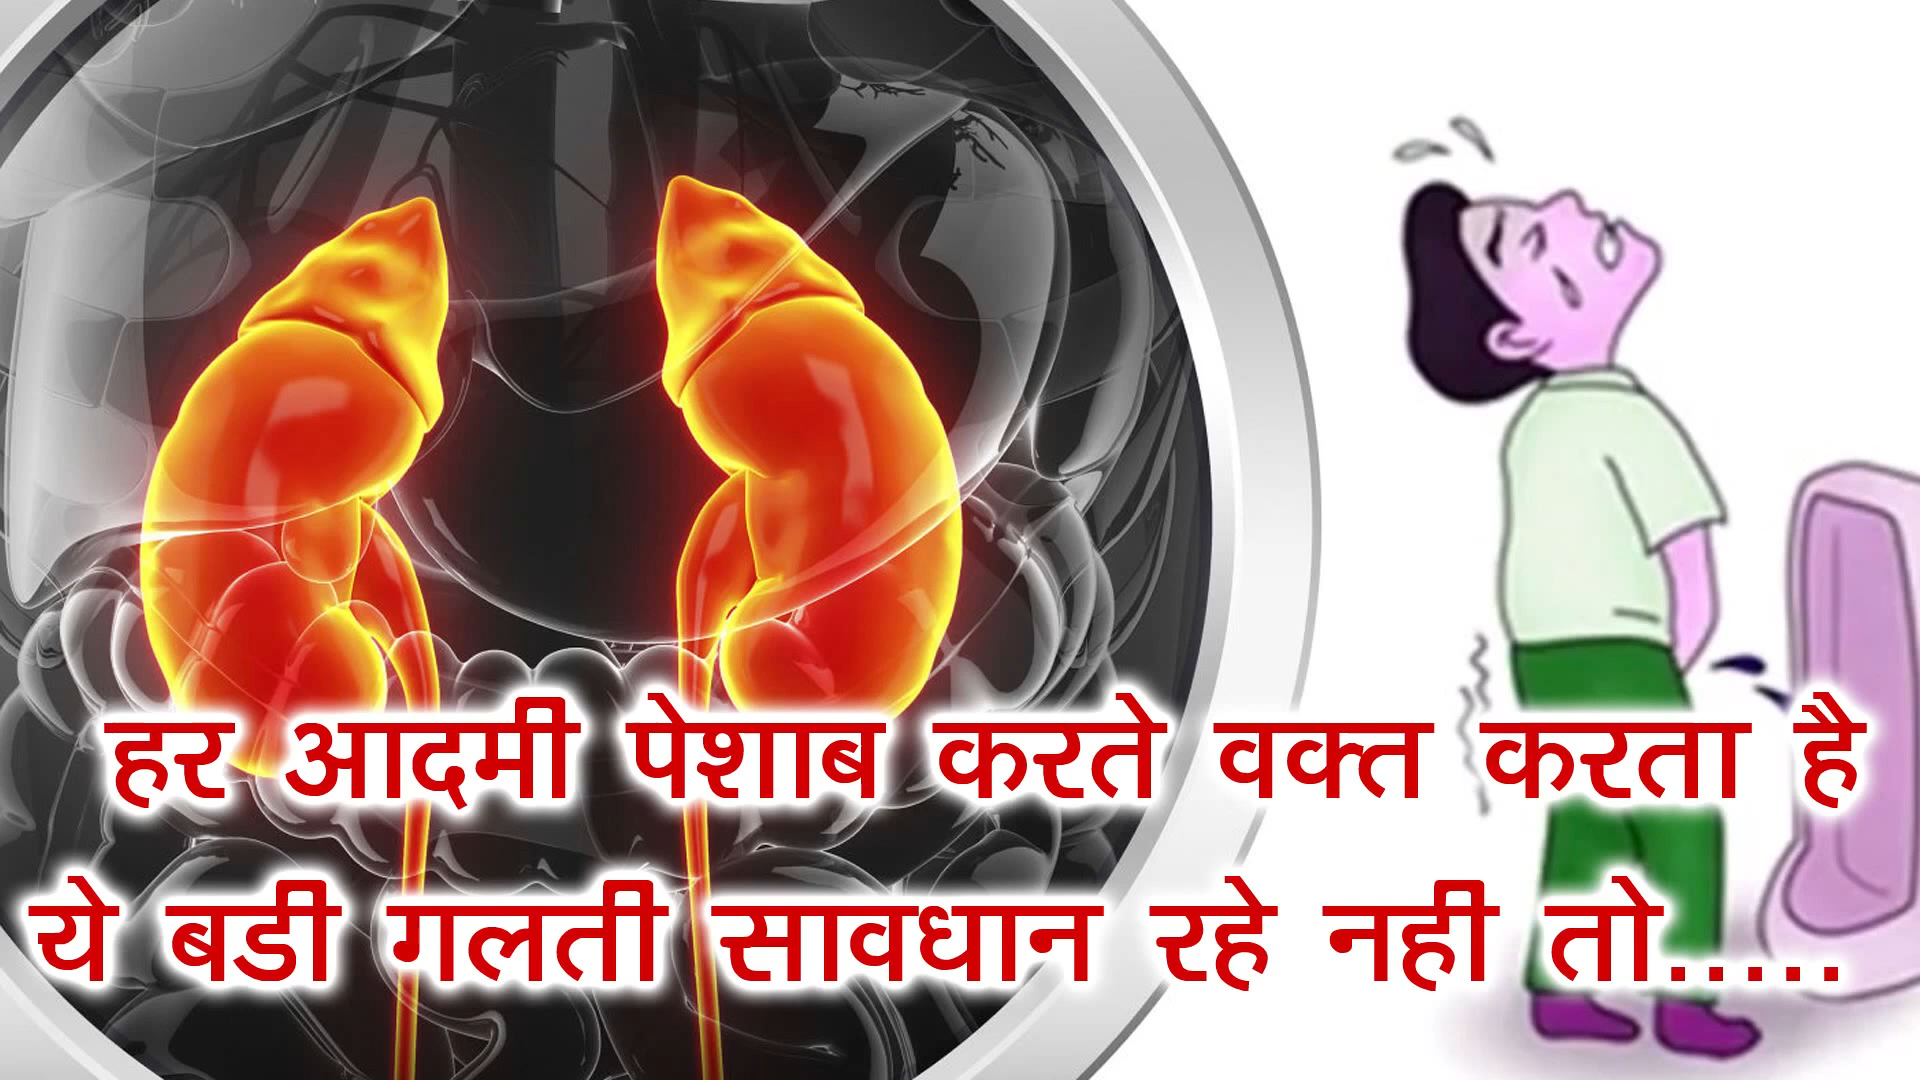 हर आदमी पेशाब करते वक्त करता है
ये बडी गलती सावधान रहे नही तो.....